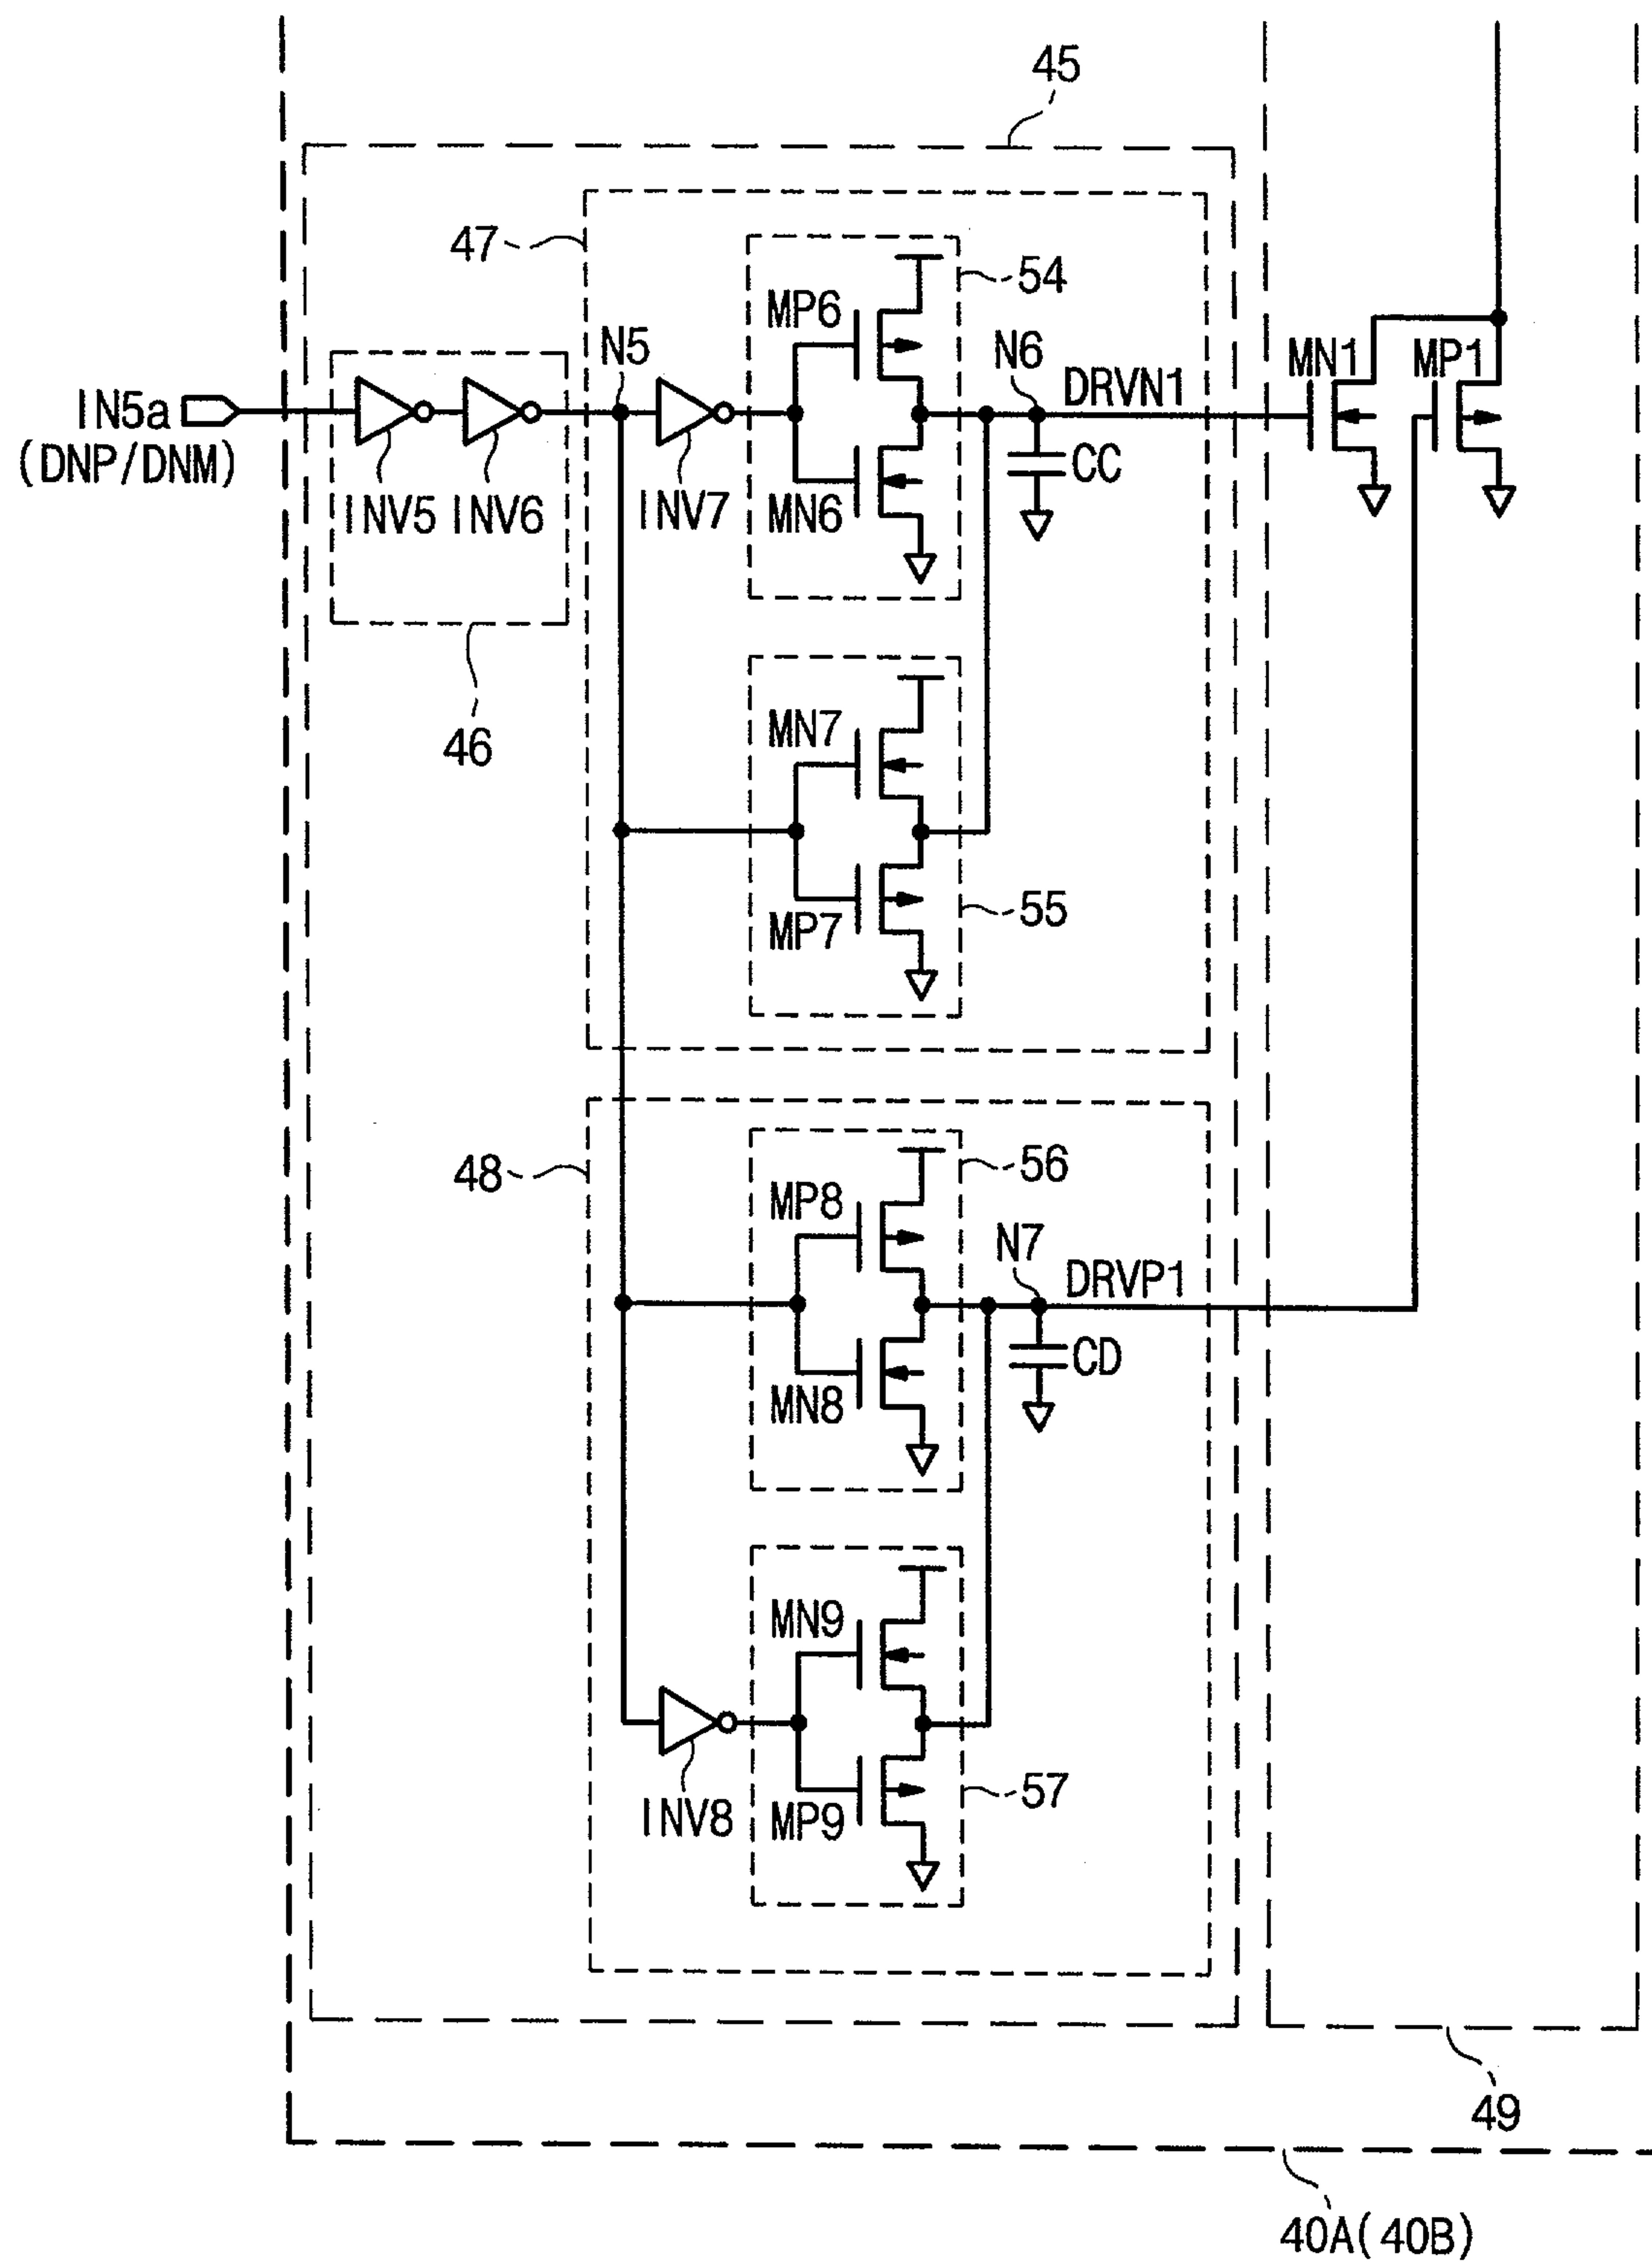 45
47
54
MP6
N5
N6
DRVN1
MN1
MP1
IN5a
(DNP/DNM)
INV5
INV6
INV7
MN6
CC
46
MN7
MP7
55
48
56
MP8
N7
DRVP1
MN8
CD
MN9
INV8
MP9
57
49
40A(40B)